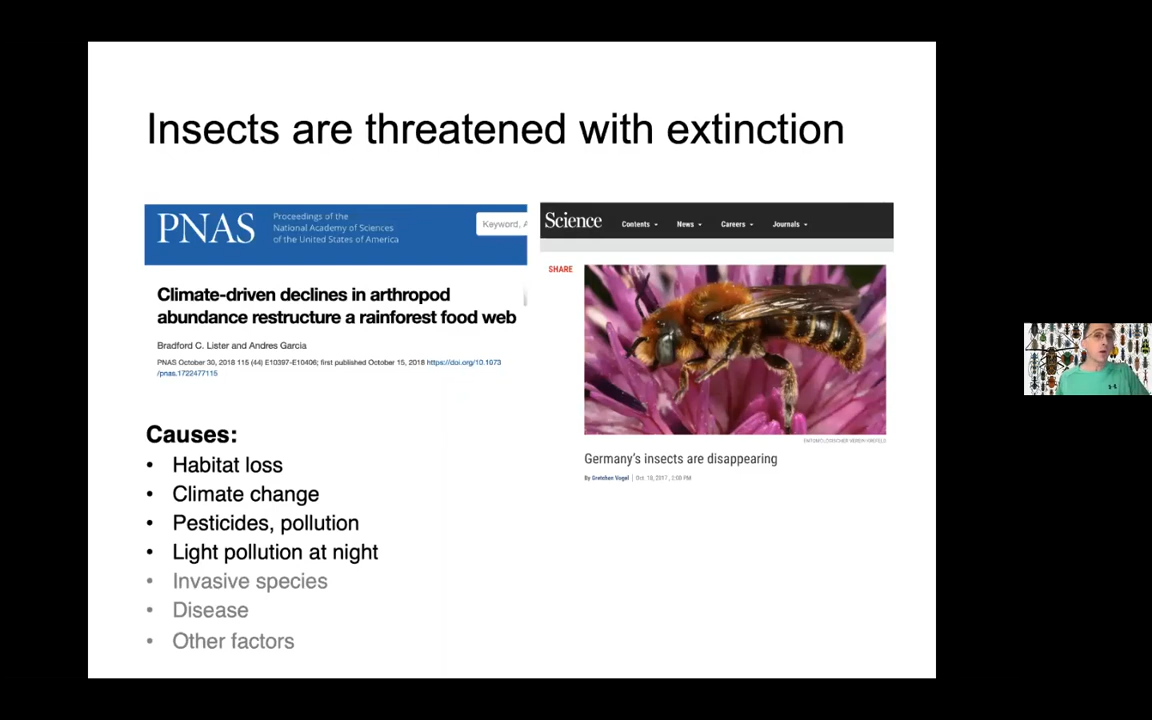 Insects are threatened with extinction
PNAS
Proceedings of the
National Academy of Sciences
of the United States of America
Keyword, A
Climate-driven declines in arthropod
abundance restructure a rainforest food web
Bradford C. Lister and Andres Garcia
PNAS October 30, 2018 115 (44) E10397-E10406; first published October 15, 2018 https://doi.org/10.1073
/pnas.1722477115
Science
Contents
News
Careers
Journals
SHARE
ENTOMOLOGISCHER VEREIN KREFELD
Germany's insects are disappearing
By Gretchen Vogel | Oct. 18, 2017 , 2:00 PM
Causes:
• Habitat loss
• Climate change
• Pesticides, pollution
• Light pollution at night
• Invasive species
• Disease
• Other factors